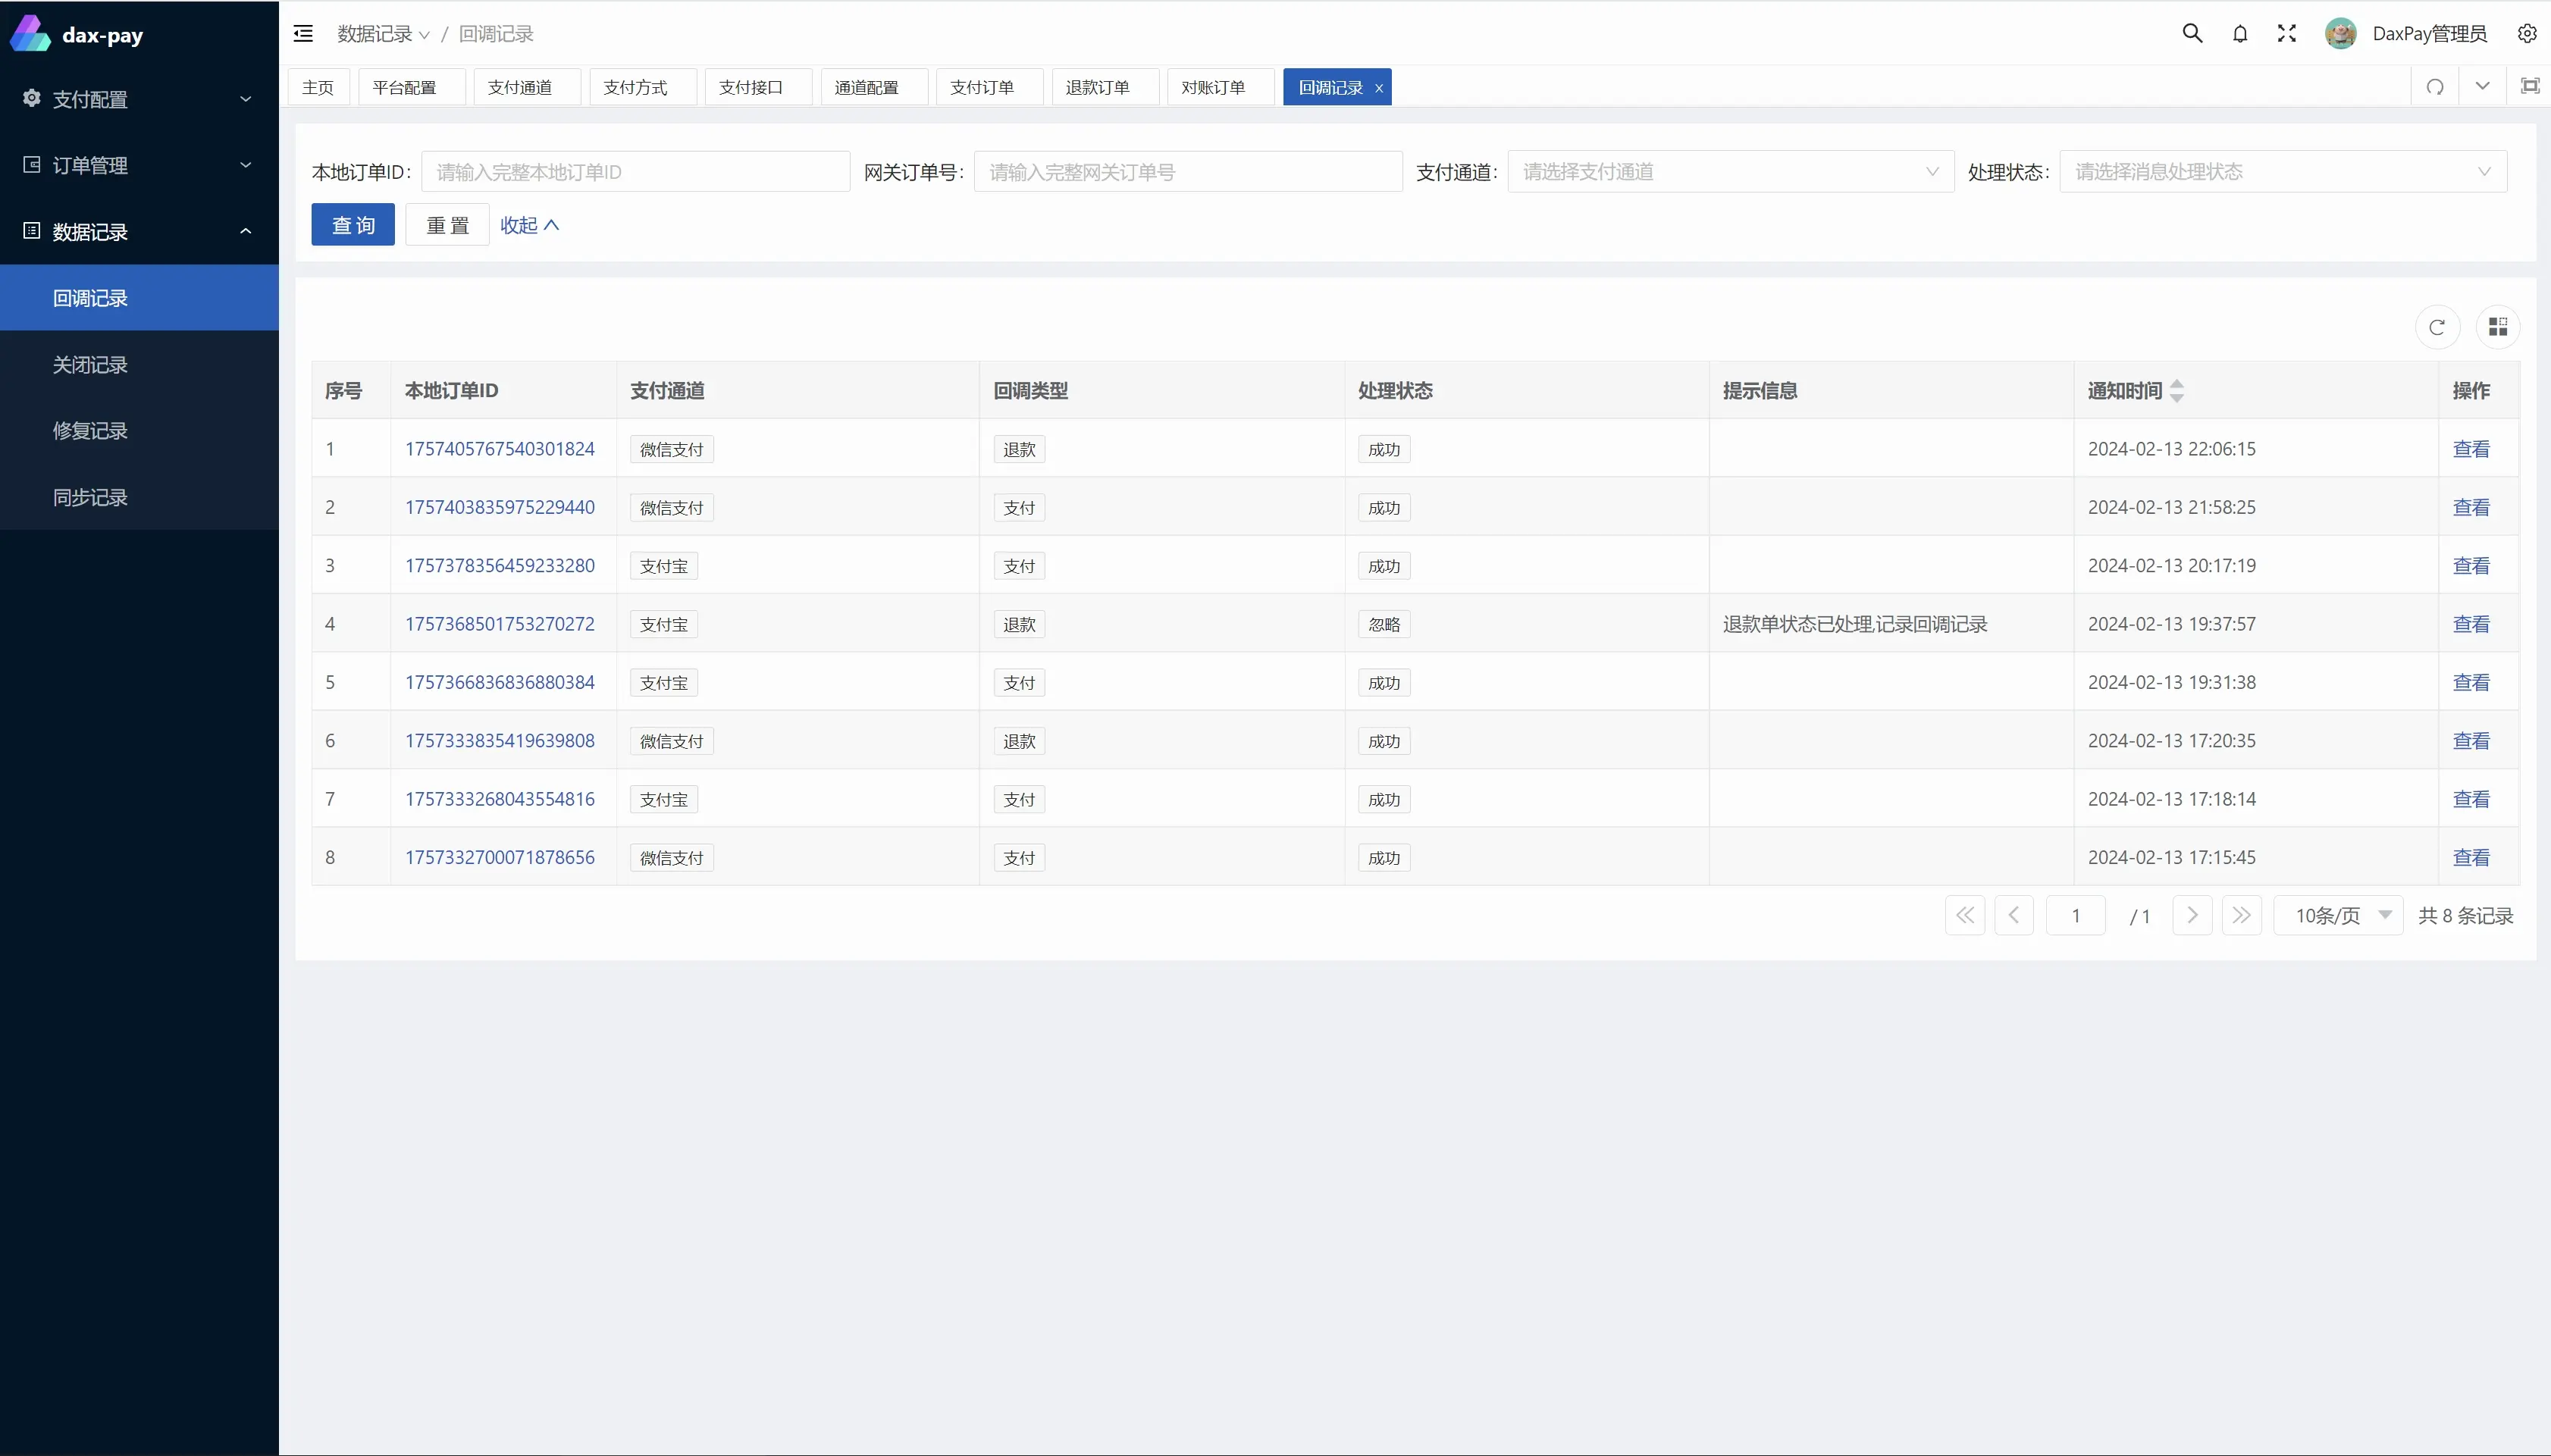 dax-pay
数据记录 / 回调记录
DaxPay管理员
主页 平台配置 支付通道 支付方式 支付接口 通道配置 支付订单 退款订单 对账订单 回调记录 x
支付配置
订单管理
数据记录
回调记录
关闭记录
修复记录
同步记录
本地订单ID: 请输入完整本地订单ID 网关订单号: 请输入完整网关订单号 支付通道: 请选择支付通道 处理状态: 请选择消息处理状态
查 询 重 置 收起
序号 本地订单ID 支付通道 回调类型 处理状态 提示信息 通知时间 操作
1 1757405767540301824 微信支付 退款 成功 2024-02-13 22:06:15 查看
2 1757403835975229440 微信支付 支付 成功 2024-02-13 21:58:25 查看
3 1757378356459233280 支付宝 支付 成功 2024-02-13 20:17:19 查看
4 1757368501753270272 支付宝 退款 忽略 退款单状态已处理,记录回调记录 2024-02-13 19:37:57 查看
5 1757366836836880384 支付宝 支付 成功 2024-02-13 19:31:38 查看
6 1757333835419639808 微信支付 退款 成功 2024-02-13 17:20:35 查看
7 1757333268043554816 支付宝 支付 成功 2024-02-13 17:18:14 查看
8 1757332700071878656 微信支付 支付 成功 2024-02-13 17:15:45 查看
1 / 1 10条/页 共 8 条记录